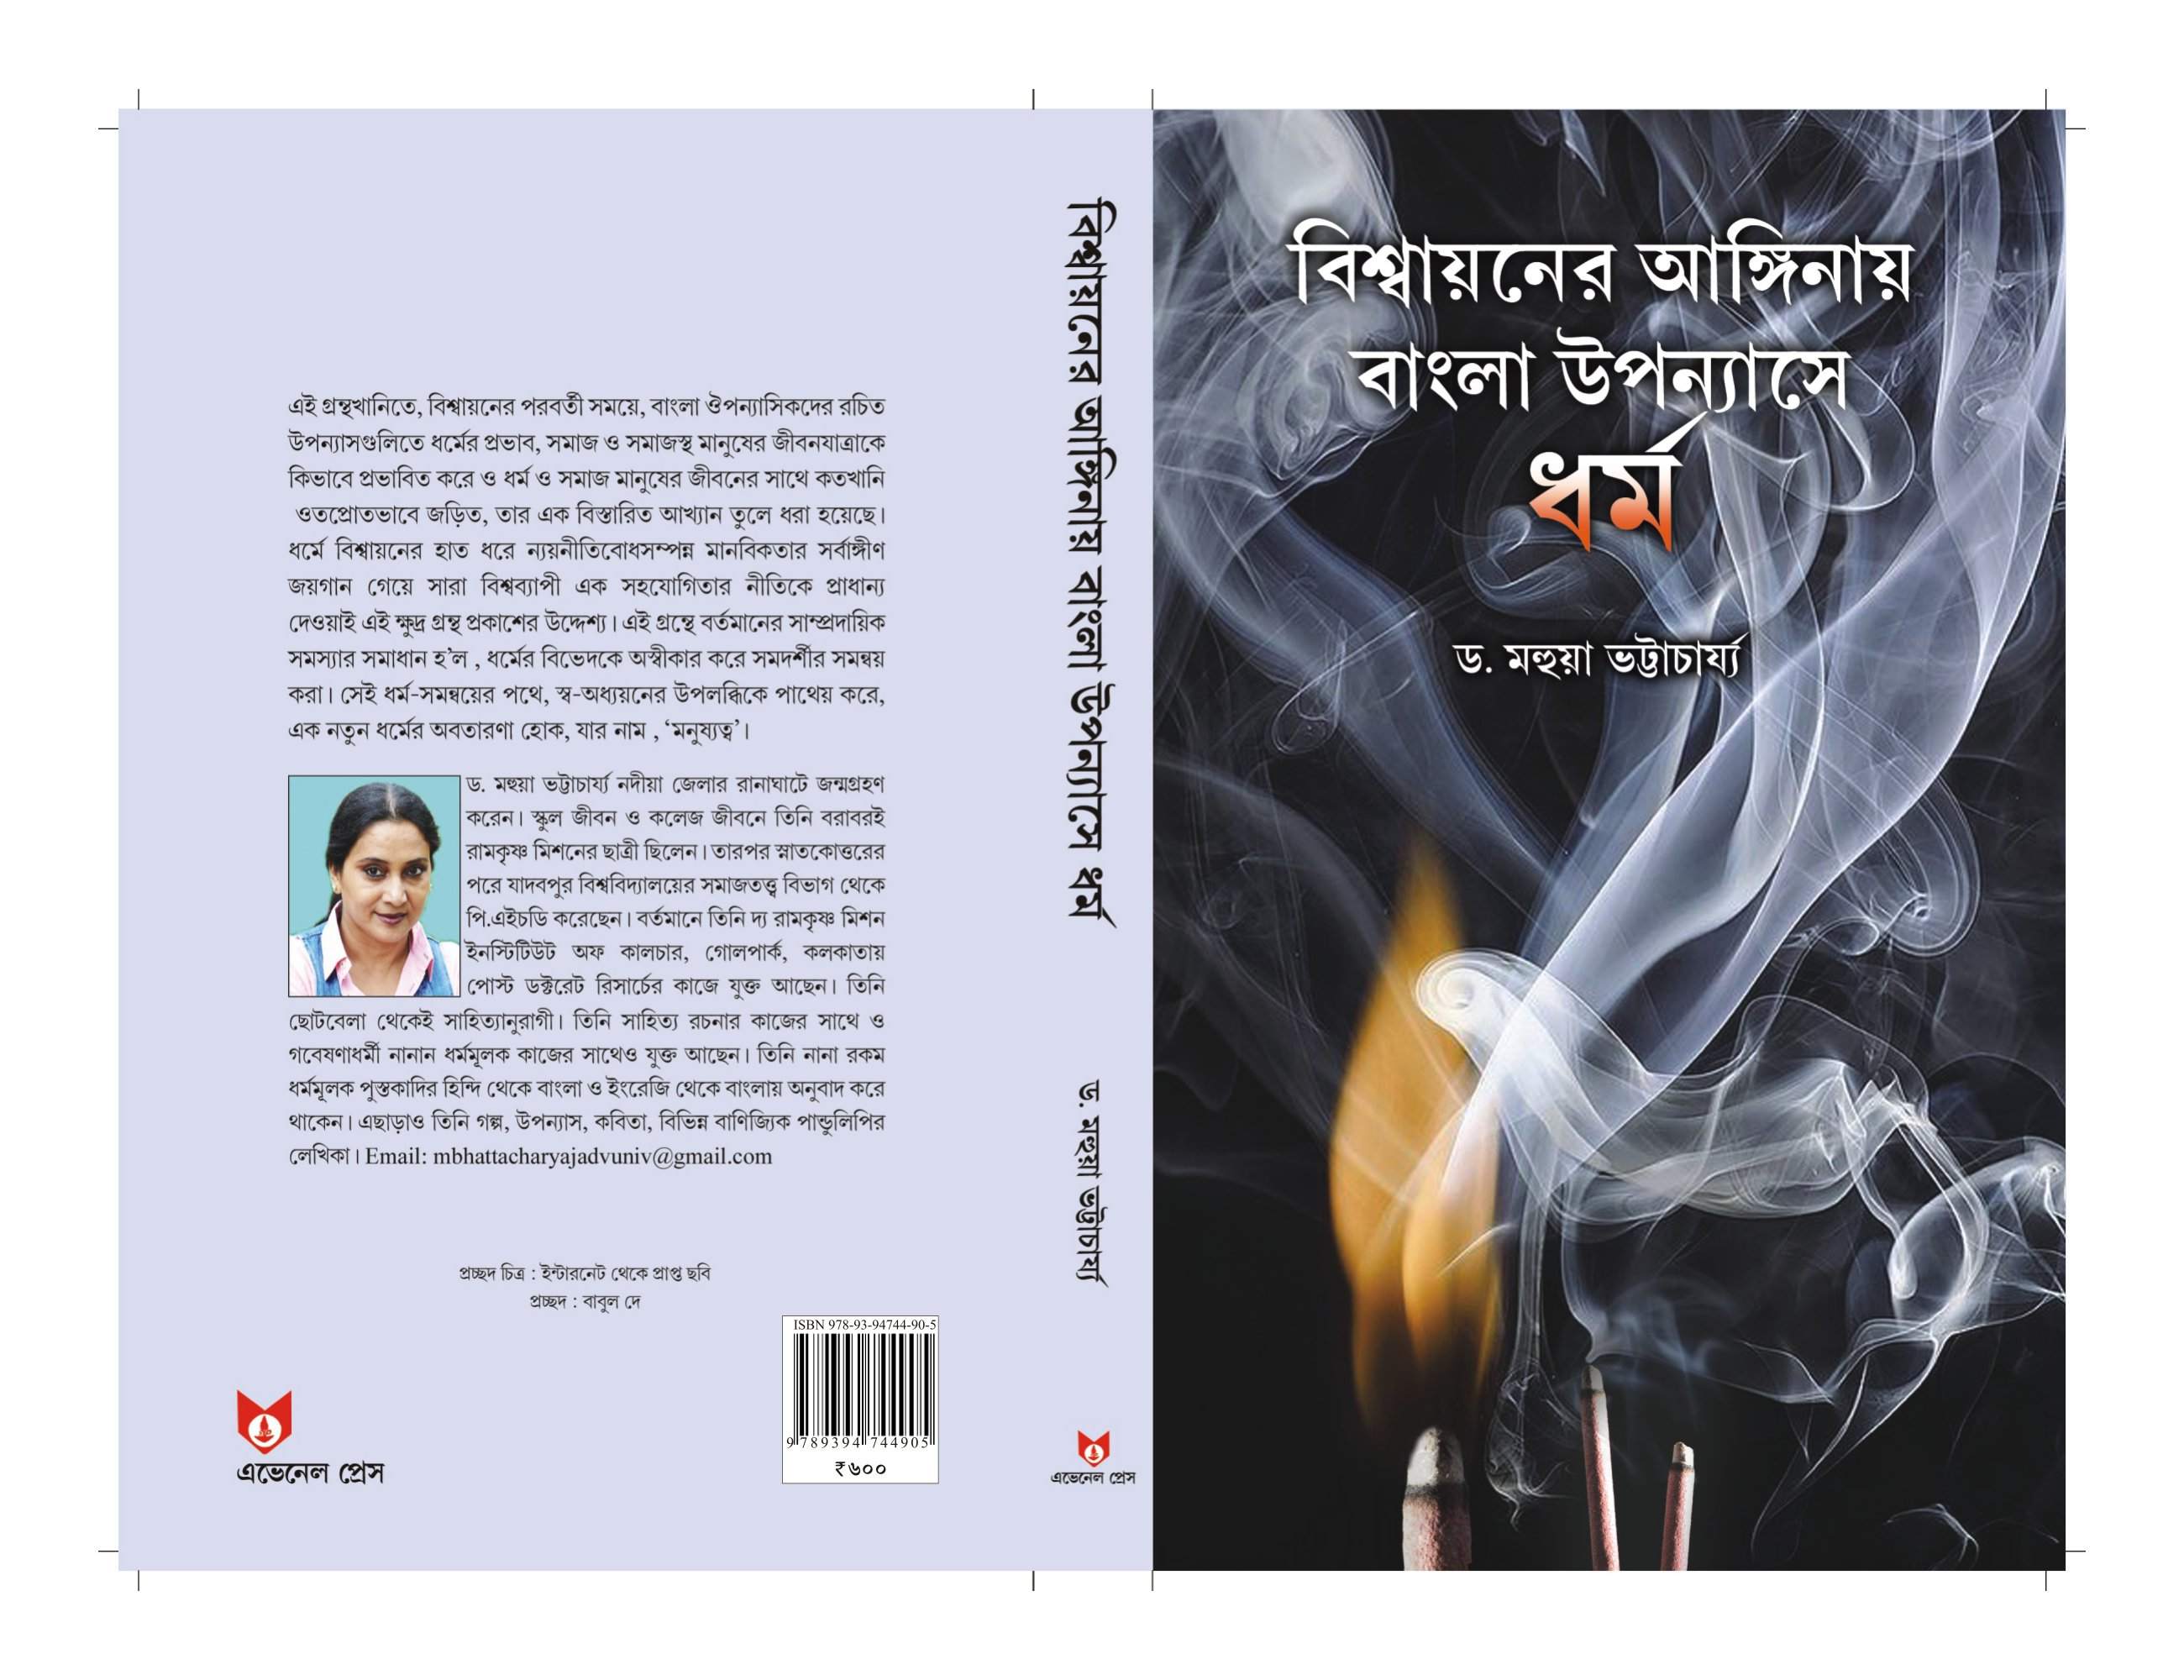 এই গ্রন্থখানিতে, বিশ্বায়নের পরবর্তী সময়ে, বাংলা ঔপন্যাসিকদের রচিত
উপন্যাসগুলিতে ধর্মের প্রভাব, সমাজ ও সমাজস্থ মানুষের জীবনযাত্রাকে
কিভাবে প্রভাবিত করে ও ধর্ম ও সমাজ মানুষের জীবনের সাথে কতখানি
ওতপ্রোতভাবে জড়িত, তার এক বিস্তারিত আখ্যান তুলে ধরা হয়েছে।
ধর্মে বিশ্বায়নের হাত ধরে ন্যয়নীতিবোধসম্পন্ন মানবিকতার সর্বাঙ্গীণ
জয়গান গেয়ে সারা বিশ্বব্যাপী এক সহযোগিতার নীতিকে প্রাধান্য
দেওয়াই এই ক্ষুদ্র গ্রন্থ প্রকাশের উদ্দেশ্য। এই গ্রন্থে বর্তমানের সাম্প্রদায়িক
সমস্যার সমাধান হ'ল , ধর্মের বিভেদকে অস্বীকার করে সমদর্শীর সমন্বয়
করা। সেই ধর্ম-সমন্বয়ের পথে, স্ব-অধ্যয়নের উপলব্ধিকে পাথেয় করে,
এক নতুন ধর্মের অবতারণা হোক, যার নাম , ‘মনুষ্যত্ব’।
ড. মহুয়া ভট্টাচার্য্য নদীয়া জেলার রানাঘাটে জন্মগ্রহণ
করেন। স্কুল জীবন ও কলেজ জীবনে তিনি বরাবরই
রামকৃষ্ণ মিশনের ছাত্রী ছিলেন। তারপর স্নাতকোত্তরের
পরে যাদবপুর বিশ্ববিদ্যালয়ের সমাজতত্ত্ব বিভাগ থেকে
পি.এইচডি করেছেন। বর্তমানে তিনি দ্য রামকৃষ্ণ মিশন
ইনস্টিটিউট অফ কালচার, গোলপার্ক, কলকাতায়
পোস্ট ডক্টরেট রিসার্চের কাজে যুক্ত আছেন। তিনি
ছোটবেলা থেকেই সাহিত্যানুরাগী। তিনি সাহিত্য রচনার কাজের সাথে ও
গবেষণাধর্মী নানান ধর্মমূলক কাজের সাথেও যুক্ত আছেন। তিনি নানা রকম
ধর্মমূলক পুস্তকাদির হিন্দি থেকে বাংলা ও ইংরেজি থেকে বাংলায় অনুবাদ করে
থাকেন। এছাড়াও তিনি গল্প, উপন্যাস, কবিতা, বিভিন্ন বাণিজ্যিক পান্ডুলিপির
লেখিকা। Email: mbhattacharyajadvuniv@gmail.com
প্রচ্ছদ চিত্র : ইন্টারনেট থেকে প্রাপ্ত ছবি
প্রচ্ছদ : বাবুল দে
ISBN 978-93-94744-90-5
9 789394 744905
₹৬০০
এভেনেল প্রেস
বিশ্বায়নের আঙ্গিনায় বাংলা উপন্যাসে ধর্ম
ড. মহুয়া ভট্টাচার্য্য
এভেনেল প্রেস
বিশ্বায়নের আঙ্গিনায়
বাংলা উপন্যাসে
ধর্ম
ড. মহুয়া ভট্টাচার্য্য